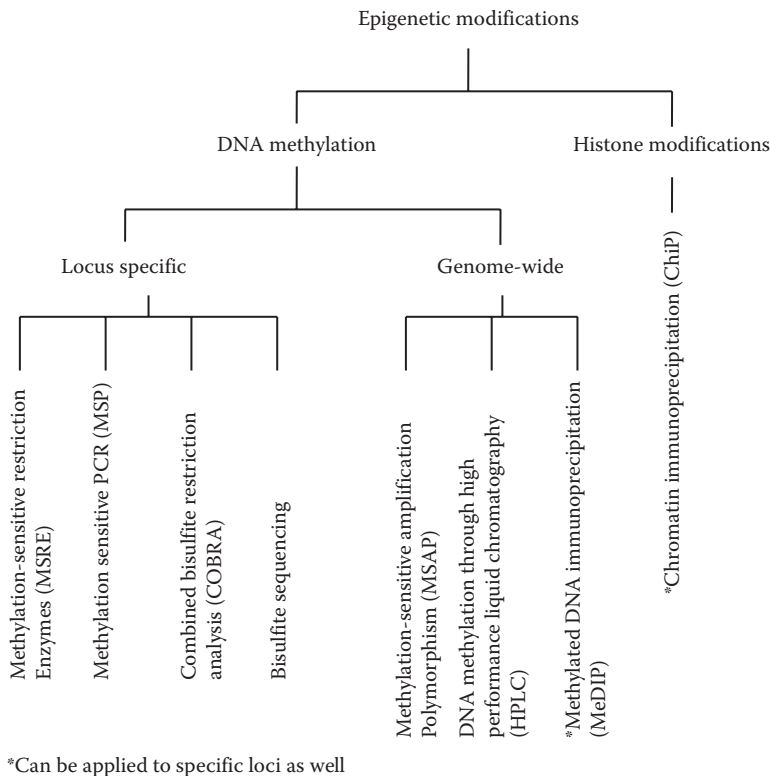 Epigenetic modifications
DNA methylation
Histone modifications
Locus specific
Genome-wide
Methylation-sensitive restriction
Enzymes (MSRE)
Methylation sensitive PCR (MSP)
Combined bisulfite restriction
analysis (COBRA)
Bisulfite sequencing
Methylation-sensitive amplification
Polymorphism (MSAP)
DNA methylation through high
performance liquid chromatography
(HPLC)
*Methylated DNA immunoprecipitation
(MeDIP)
*Chromatin immunoprecipitation (ChiP)
*Can be applied to specific loci as well